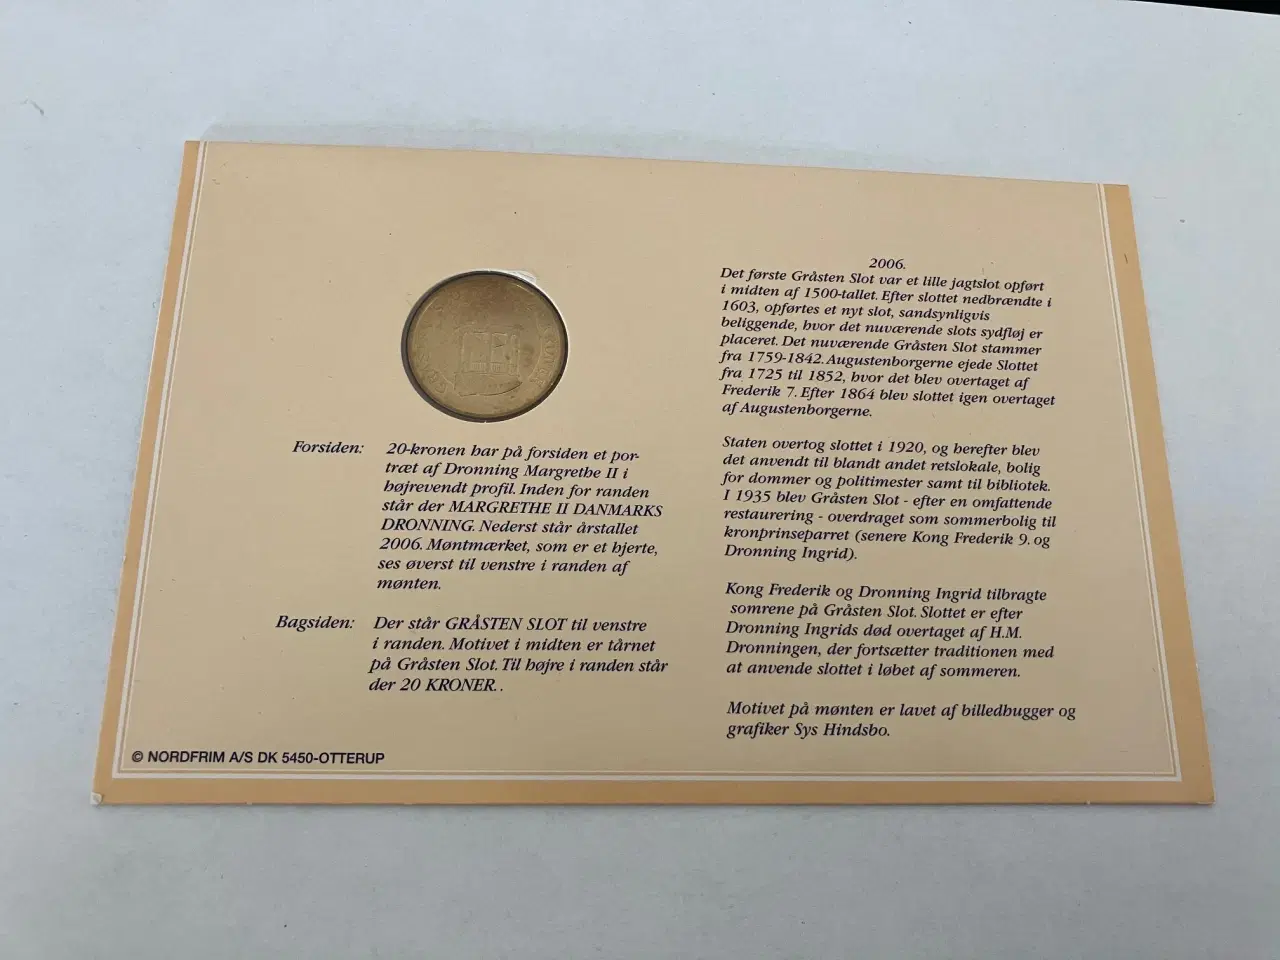 Forsiden: 20-kronen har på forsiden et por-
træt af Dronning Margrethe II i
højrevendt profil. Inden for randen
står der MARGRETHE II DANMARKS
DRONNING. Nederst står årstallet
2006. Møntmærket, som er et hjerte,
ses øverst til venstre i randen af
mønten.
Bagsiden: Der står GRÅSTEN SLOT til venstre
i randen. Motivet i midten er tårnet
på Gråsten Slot. Til højre i randen står
der 20 KRONER..
© NORDFRIM A/S DK 5450-OTTERUP
2006.
Det første Gråsten Slot var et lille jagtslot opført
i midten af 1500-tallet. Efter slottet nedbrændte i
1603, opførtes et nyt slot, sandsynligvis
beliggende, hvor det nuværende slots sydfløj er
placeret. Det nuværende Gråsten Slot stammer
fra 1759-1842. Augustenborgerne ejede Slottet
fra 1725 til 1852, hvor det blev overtaget af
Frederik 7. Efter 1864 blev slottet igen overtaget
af Augustenborgerne.
Staten overtog slottet i 1920, og herefter blev
det anvendt til blandt andet retslokale, bolig
for dommer og politimester samt til bibliotek.
I 1935 blev Gråsten Slot - efter en omfattende
restaurering - overdraget som sommerbolig til
kronprinseparret (senere Kong Frederik 9. og
Dronning Ingrid).
Kong Frederik og Dronning Ingrid tilbragte
somrene på Gråsten Slot. Slottet er efter
Dronning Ingrids død overtaget af H.M.
Dronningen, der fortsætter traditionen med
at anvende slottet i løbet af sommeren.
Motivet på mønten er lavet af billedhugger og
grafiker Sys Hindsbo.